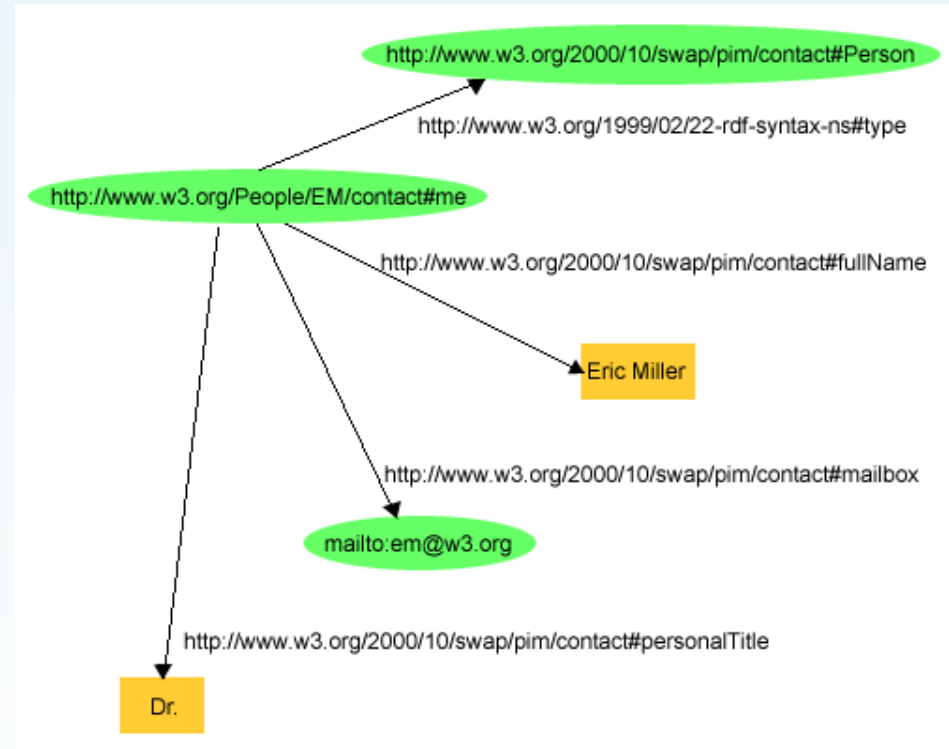 http://www.w3.org/2000/10/swap/pim/contact#Person
http://www.w3.org/1999/02/22-rdf-syntax-ns#type
http://www.w3.org/People/EM/contact#me
http://www.w3.org/2000/10/swap/pim/contact#fullName
Eric Miller
http://www.w3.org/2000/10/swap/pim/contact#mailbox
mailto:em@w3.org
http://www.w3.org/2000/10/swap/pim/contact#personalTitle
Dr.